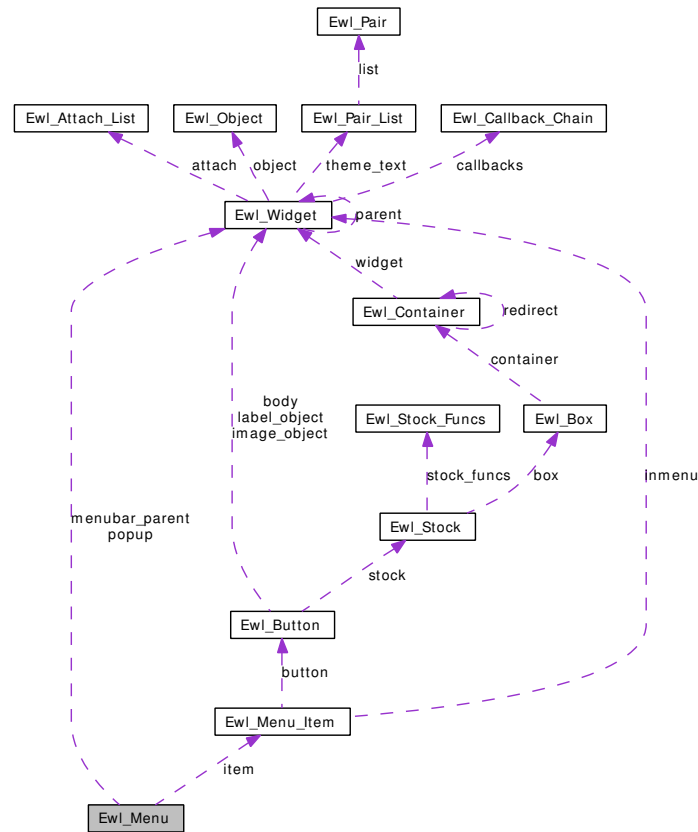 Ewl_Pair
list
Ewl_Attach_List
Ewl_Object
Ewl_Pair_List
Ewl_Callback_Chain
attach
object
theme_text
callbacks
Ewl_Widget
parent
widget
Ewl_Container
redirect
container
body
label_object
image_object
Ewl_Stock_Funcs
Ewl_Box
stock_funcs
box
inmenu
menubar_parent
popup
Ewl_Stock
stock
Ewl_Button
button
Ewl_Menu_Item
item
Ewl_Menu